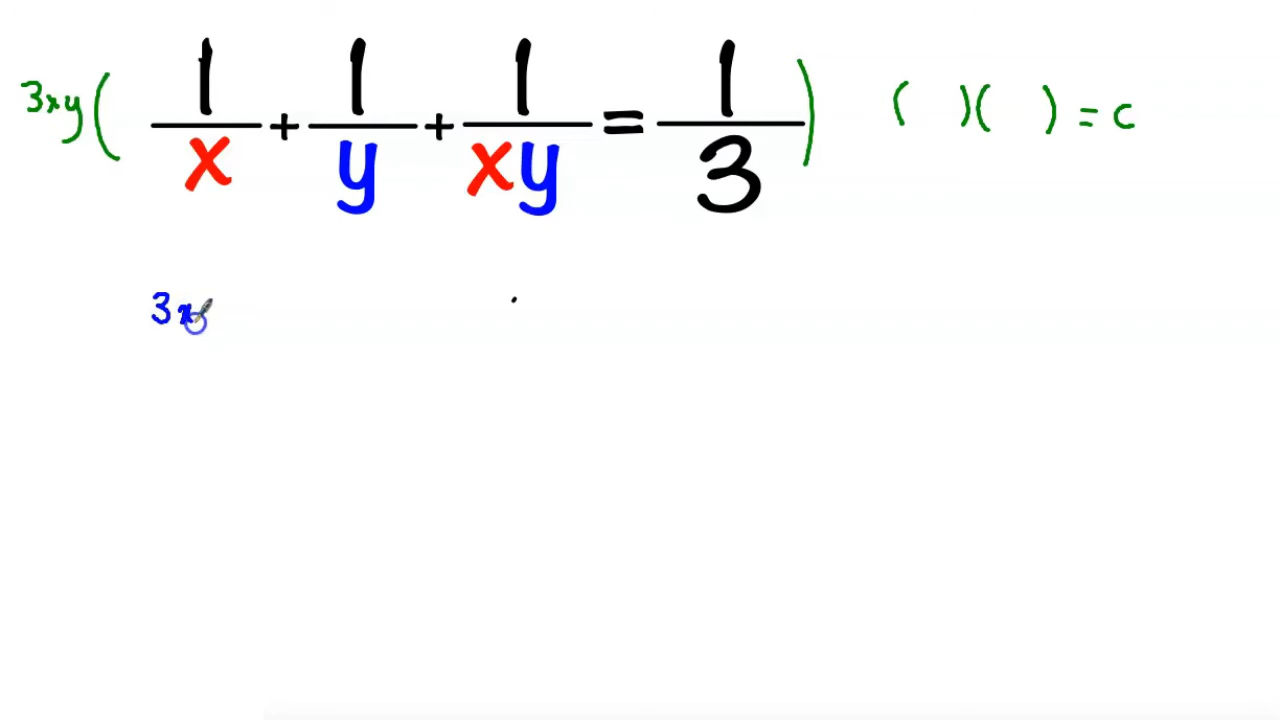 3xy( 1/x + 1/y + 1/xy = 1/3 ) ( )( ) = c
3x